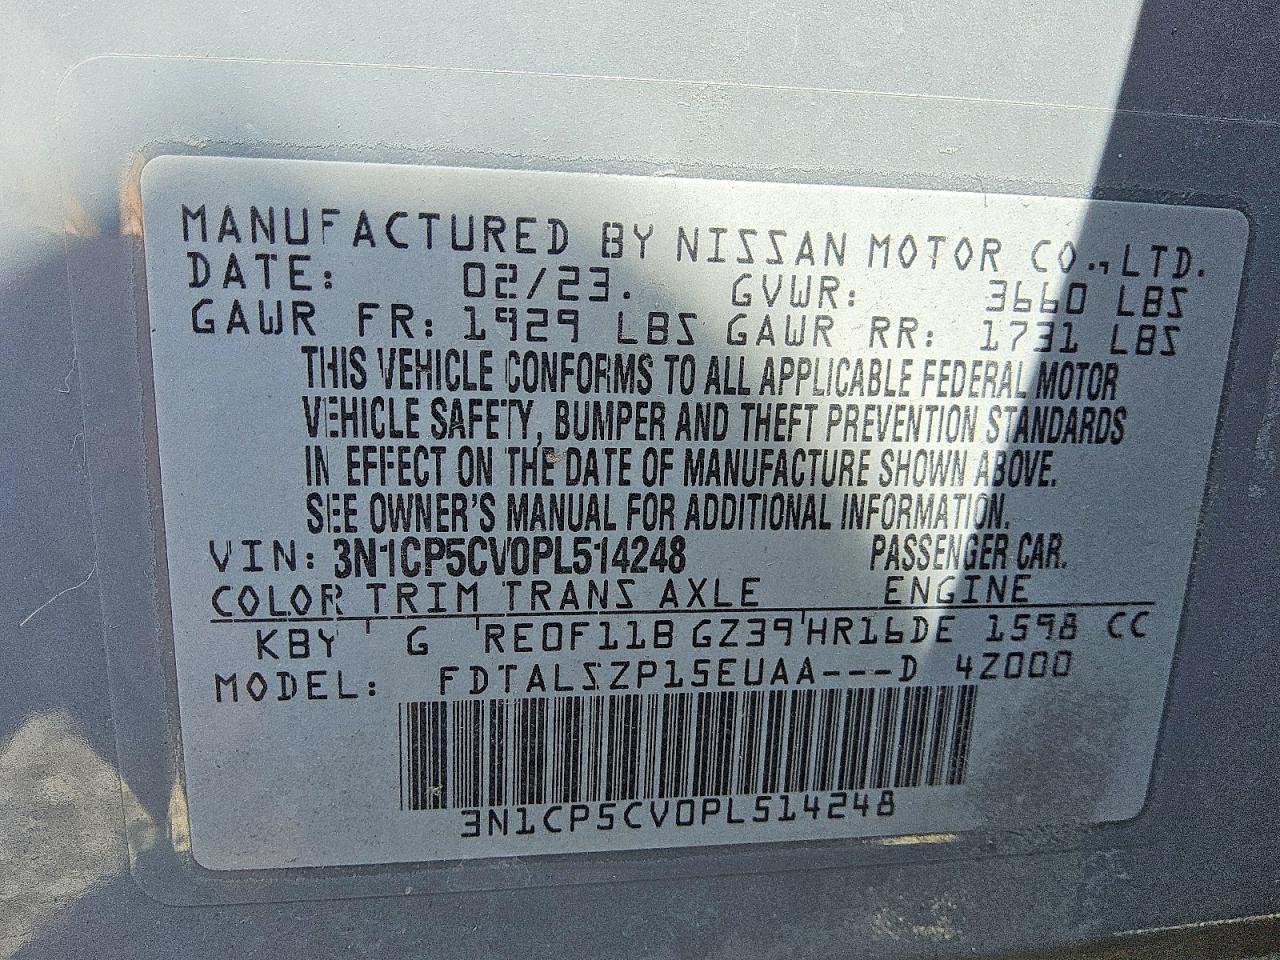 MANUFACTURED BY NISSAN MOTOR CO., LTD.
DATE: 02/23. GVWR: 3660 LBS
GAWR FR: 1929 LBS GAWR RR: 1731 LBS
THIS VEHICLE CONFORMS TO ALL APPLICABLE FEDERAL MOTOR
VEHICLE SAFETY, BUMPER AND THEFT PREVENTION STANDARDS
IN EFFECT ON THE DATE OF MANUFACTURE SHOWN ABOVE.
SEE OWNER'S MANUAL FOR ADDITIONAL INFORMATION.
VIN: 3N1CP5CV0PL514248 PASSENGER CAR.
COLOR TRIM TRANS AXLE ENGINE
KBY G RE0F11B GZ39 HR16DE 1598 CC
MODEL: FDTALSZP15EUAA---D 4Z000
3N1CP5CV0PL514248